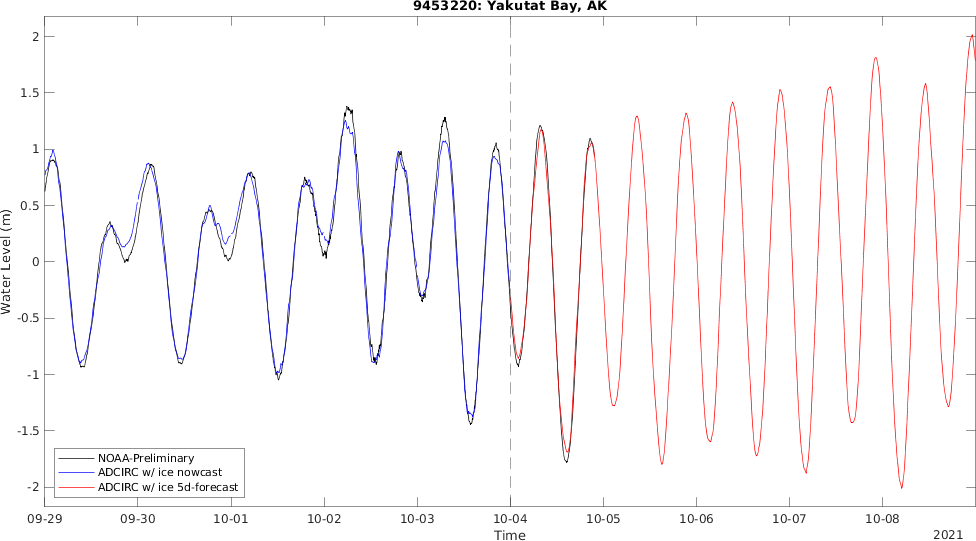 9453220: Yakutat Bay, AK
Water Level (m)
2
1.5
1
0.5
0
-0.5
-1
-1.5
-2
NOAA-Preliminary
ADCIRC w/ ice nowcast
ADCIRC w/ ice 5d-forecast
09-29 09-30 10-01 10-02 10-03 10-04 10-05 10-06 10-07 10-08
Time
2021